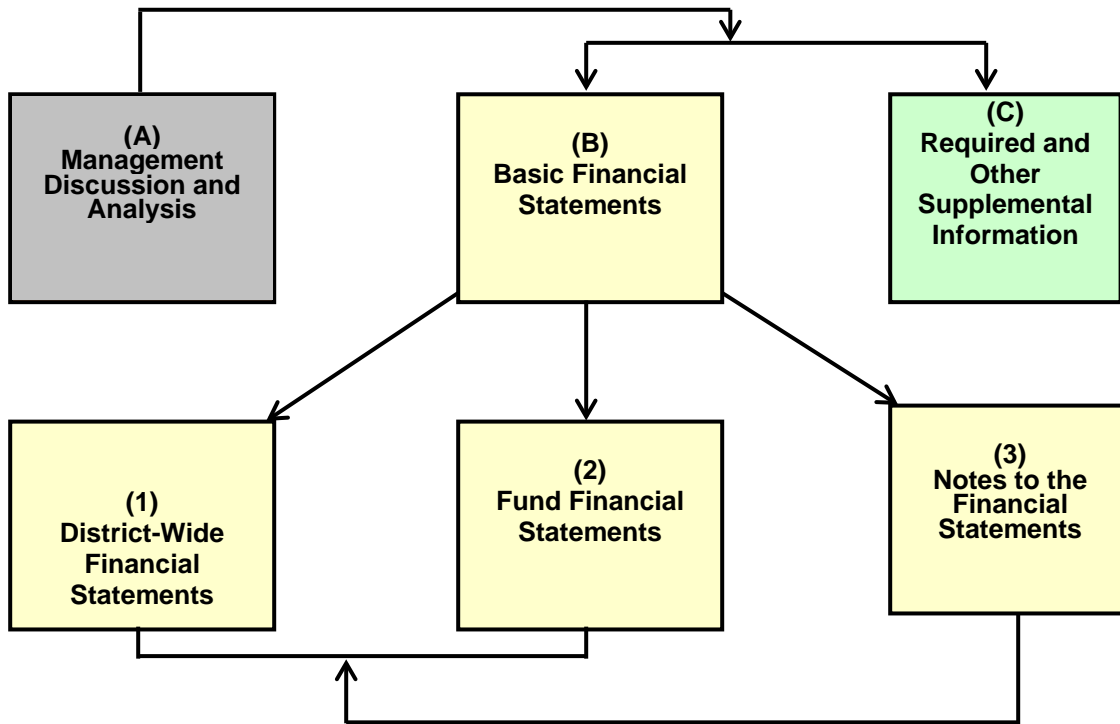 (A)
Management
Discussion and
Analysis
(B)
Basic Financial
Statements
(C)
Required and
Other
Supplemental
Information
(1)
District-Wide
Financial
Statements
(2)
Fund Financial
Statements
(3)
Notes to the
Financial
Statements